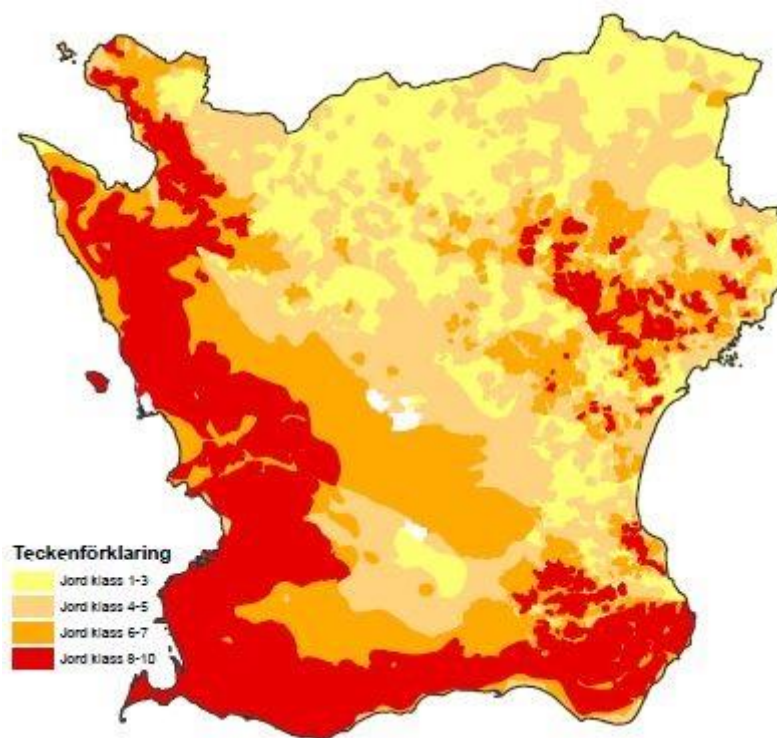 Teckenförklaring
Jord klass 1-3
Jord klass 4-5
Jord klass 6-7
Jord klass 8-10